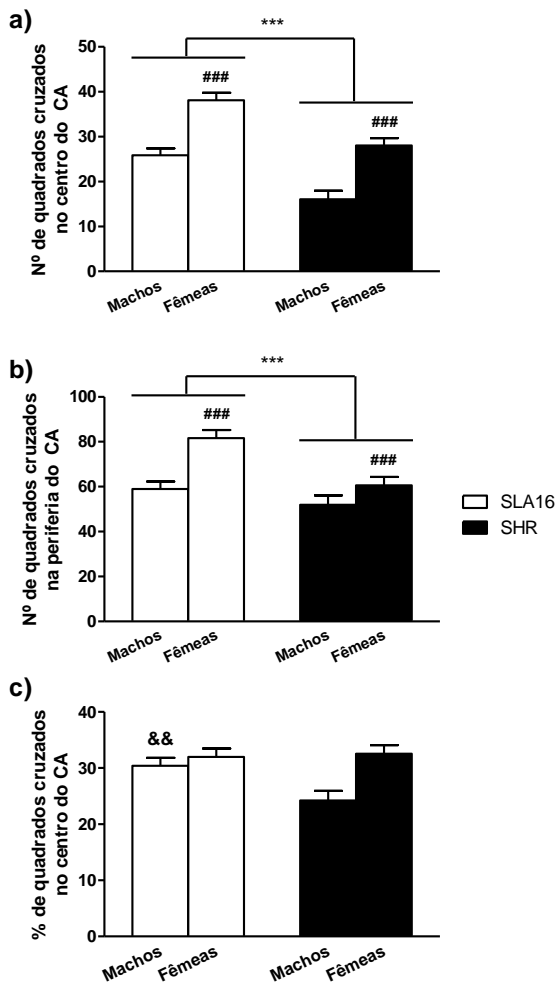 a)
***
Nº de quadrados cruzados
no centro do CA
50
40
30
20
10
0
###
###
Machos
Fêmeas
Machos
Fêmeas
b)
***
Nº de quadrados cruzados
na periferia do CA
100
80
60
40
20
0
###
###
Machos
Fêmeas
Machos
Fêmeas
SLA16
SHR
c)
% de quadrados cruzados
no centro do CA
40
30
20
10
0
&&
Machos
Fêmeas
Machos
Fêmeas